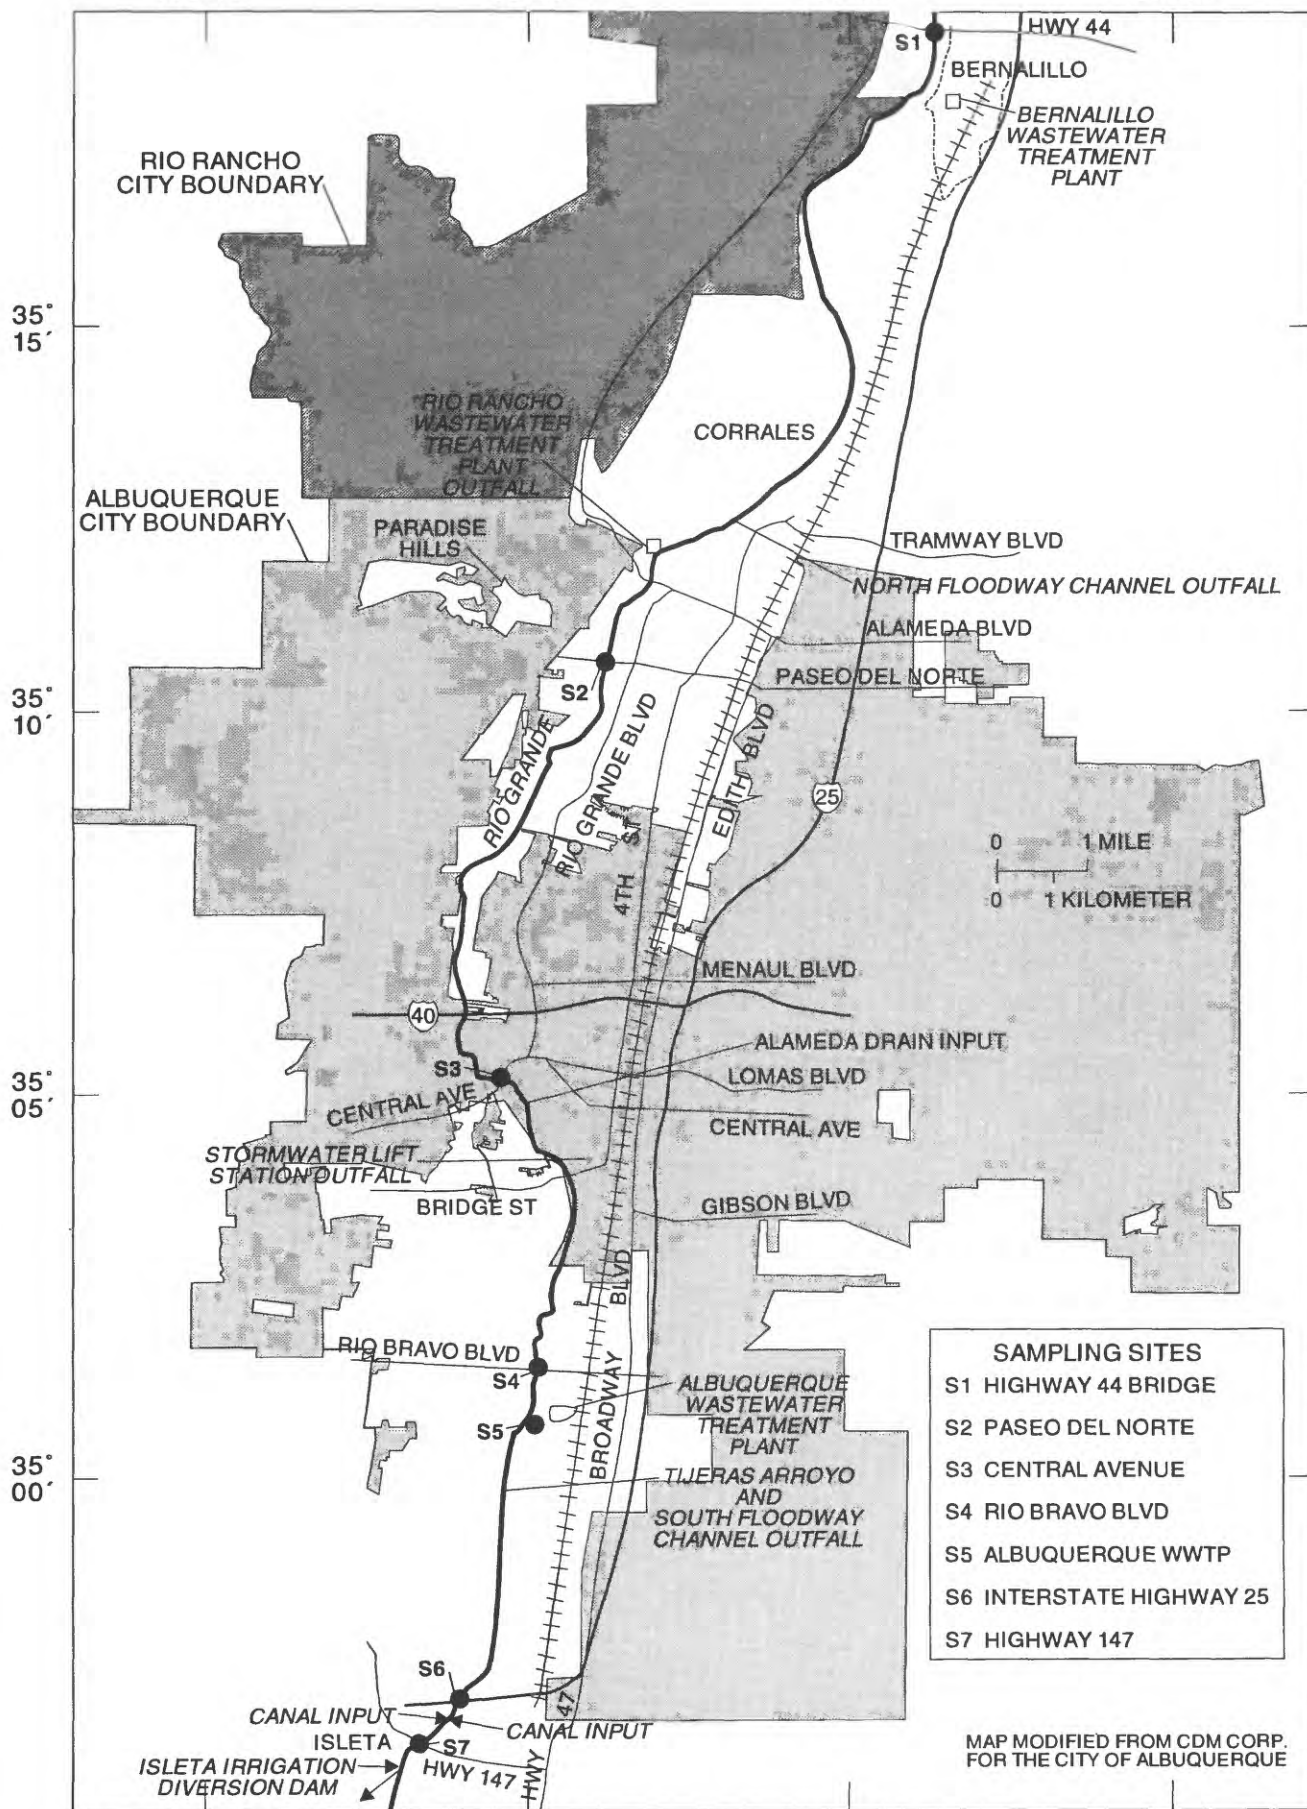 HWY 44
S1
BERNALILLO
BERNALILLO
WASTEWATER
TREATMENT
PLANT
RIO RANCHO
CITY BOUNDARY
35°
15′
RIO RANCHO
WASTEWATER
TREATMENT
PLANT
OUTFALL
CORRALES
ALBUQUERQUE
CITY BOUNDARY
PARADISE
HILLS
TRAMWAY BLVD
NORTH FLOODWAY CHANNEL OUTFALL
ALAMEDA BLVD
S2
PASEO DEL NORTE
35°
10′
RIO GRANDE
RIO GRANDE BLVD
EDITH BLVD
25
4TH ST
0 1 MILE
0 1 KILOMETER
MENAUL BLVD
40
ALAMEDA DRAIN INPUT
S3
LOMAS BLVD
35°
05′
CENTRAL AVE
CENTRAL AVE
STORMWATER LIFT
STATION OUTFALL
BRIDGE ST
GIBSON BLVD
BROADWAY BLVD
RIO BRAVO BLVD
S4
ALBUQUERQUE
WASTEWATER
TREATMENT
PLANT
S5
35°
00′
TIJERAS ARROYO
AND
SOUTH FLOODWAY
CHANNEL OUTFALL
SAMPLING SITES
S1 HIGHWAY 44 BRIDGE
S2 PASEO DEL NORTE
S3 CENTRAL AVENUE
S4 RIO BRAVO BLVD
S5 ALBUQUERQUE WWTP
S6 INTERSTATE HIGHWAY 25
S7 HIGHWAY 147
S6
CANAL INPUT
CANAL INPUT
ISLETA
S7
HWY 147
HWY 47
ISLETA IRRIGATION
DIVERSION DAM
MAP MODIFIED FROM CDM CORP.
FOR THE CITY OF ALBUQUERQUE